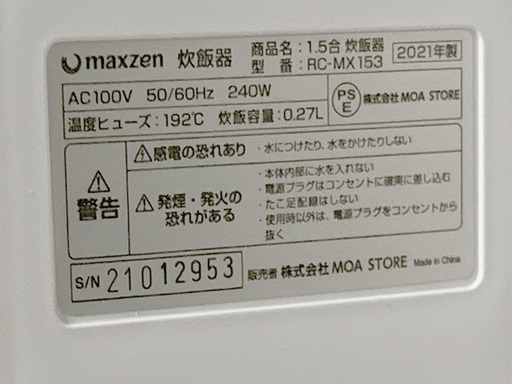 maxzen 炊飯器 商品名：1.5合 炊飯器 2021年製
型 番：RC-MX153
AC100V 50/60Hz 240W
PS E 株式会社MOA STORE
温度ヒューズ：192℃ 炊飯容量：0.27L
警告
感電の恐れあり
・水につけたり、水をかけたりしない
発煙・発火の恐れがある
・本体内部に水を入れない
・電源プラグはコンセントに確実に差し込む
・たこ足配線はしない
・使用時以外は、電源プラグをコンセントから
抜く
S/N 21012953 販売者 株式会社 MOA STORE Made in China